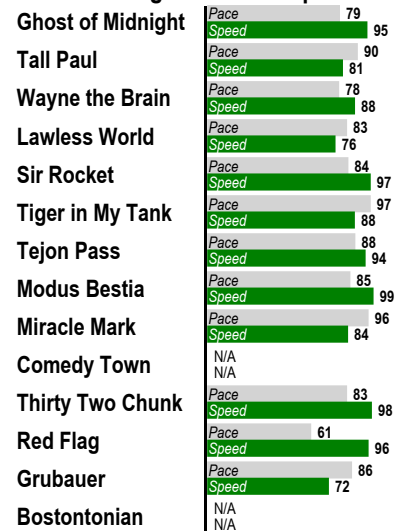 Ghost of Midnight
Pace 79
Speed 95
Tall Paul
Pace 90
Speed 81
Wayne the Brain
Pace 78
Speed 88
Lawless World
Pace 83
Speed 76
Sir Rocket
Pace 84
Speed 97
Tiger in My Tank
Pace 97
Speed 88
Tejon Pass
Pace 88
Speed 94
Modus Bestia
Pace 85
Speed 99
Miracle Mark
Pace 96
Speed 84
Comedy Town
N/A
N/A
Thirty Two Chunk
Pace 83
Speed 98
Red Flag
Pace 61
Speed 96
Grubauer
Pace 86
Speed 72
Bostontonian
N/A
N/A